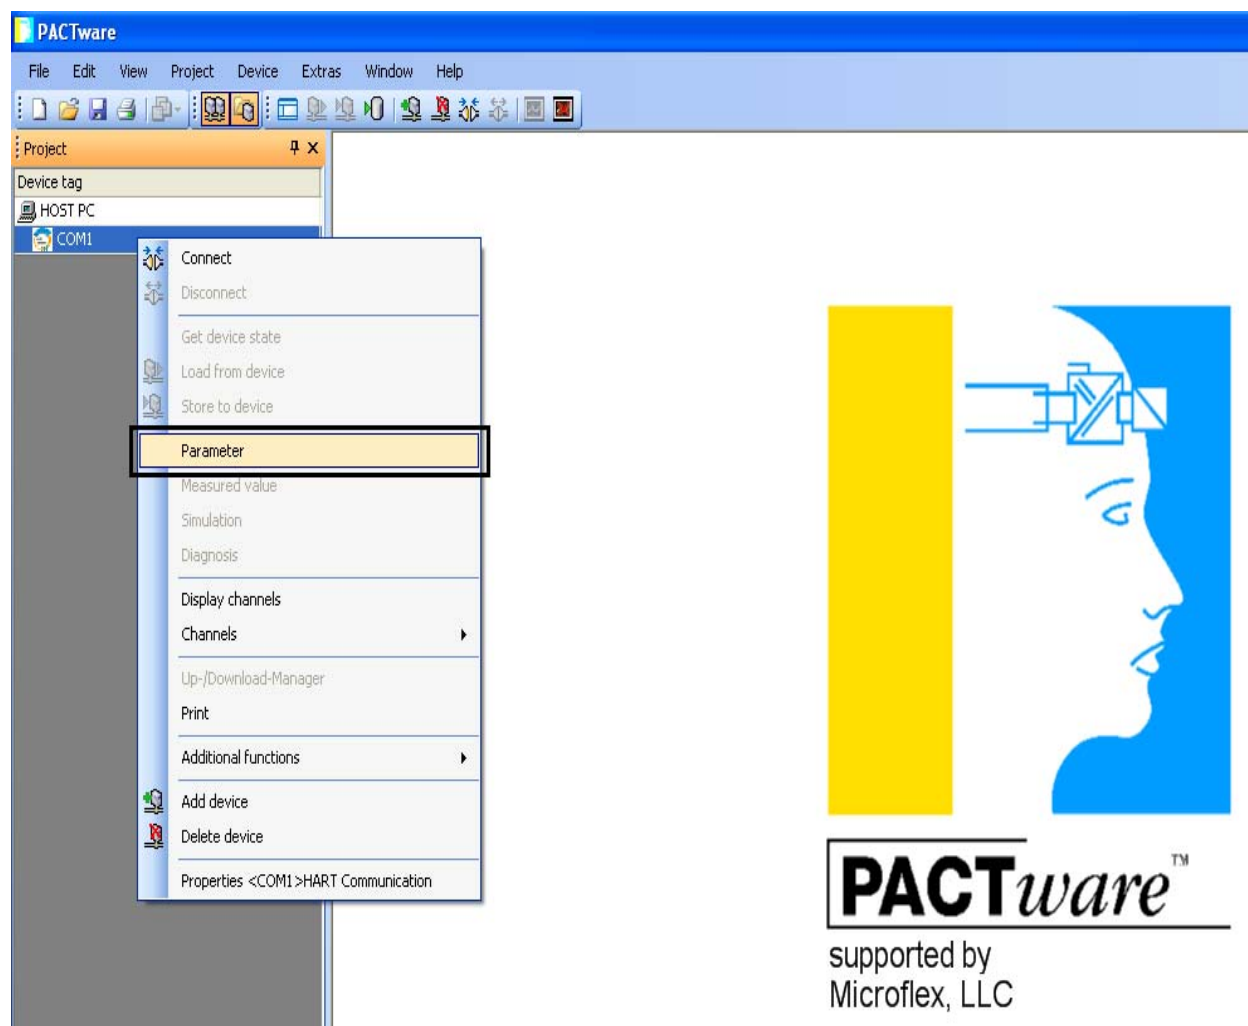 PACTware
File Edit View Project Device Extras Window Help
Project
Device tag
HOST PC
COM1
Connect
Disconnect
Get device state
Load from device
Store to device
Parameter
Measured value
Simulation
Diagnosis
Display channels
Channels
Up-/Download-Manager
Print
Additional functions
Add device
Delete device
Properties <COM1>HART Communication
PACTware™
supported by
Microflex, LLC